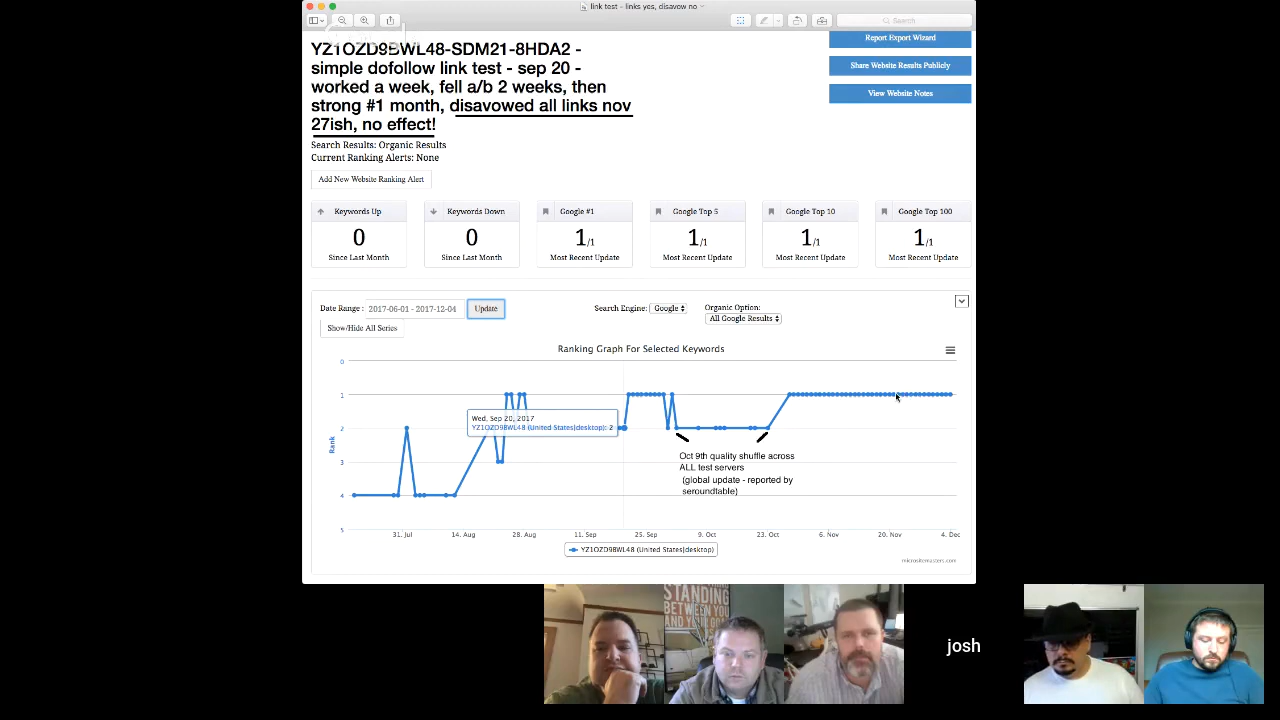 link test - links yes, disavow no
Search
YZ1OZD9BWL48-SDM21-8HDA2 -
simple dofollow link test - sep 20 -
worked a week, fell a/b 2 weeks, then
strong #1 month, disavowed all links nov
27ish, no effect!
Search Results: Organic Results
Current Ranking Alerts: None
Add New Website Ranking Alert
Report Export Wizard
Share Website Results Publicly
View Website Notes
Keywords Up
0
Since Last Month
Keywords Down
0
Since Last Month
Google #1
1/1
Most Recent Update
Google Top 5
1/1
Most Recent Update
Google Top 10
1/1
Most Recent Update
Google Top 100
1/1
Most Recent Update
Date Range : 2017-06-01 - 2017-12-04 Update
Search Engine: Google
Organic Option:
All Google Results
Show/Hide All Series
Ranking Graph For Selected Keywords
0
1
2
3
4
5
Rank
Wed, Sep 20, 2017
YZ1OZD9BWL48 (United States|desktop): 2
Oct 9th quality shuffle across
ALL test servers
(global update - reported by
seroundtable)
31. Jul 14. Aug 28. Aug 11. Sep 25. Sep 9. Oct 23. Oct 6. Nov 20. Nov 4. Dec
YZ1OZD9BWL48 (United States|desktop)
micrositemasters.com
STANDING
BETWEEN YOU
AND YOUR
josh